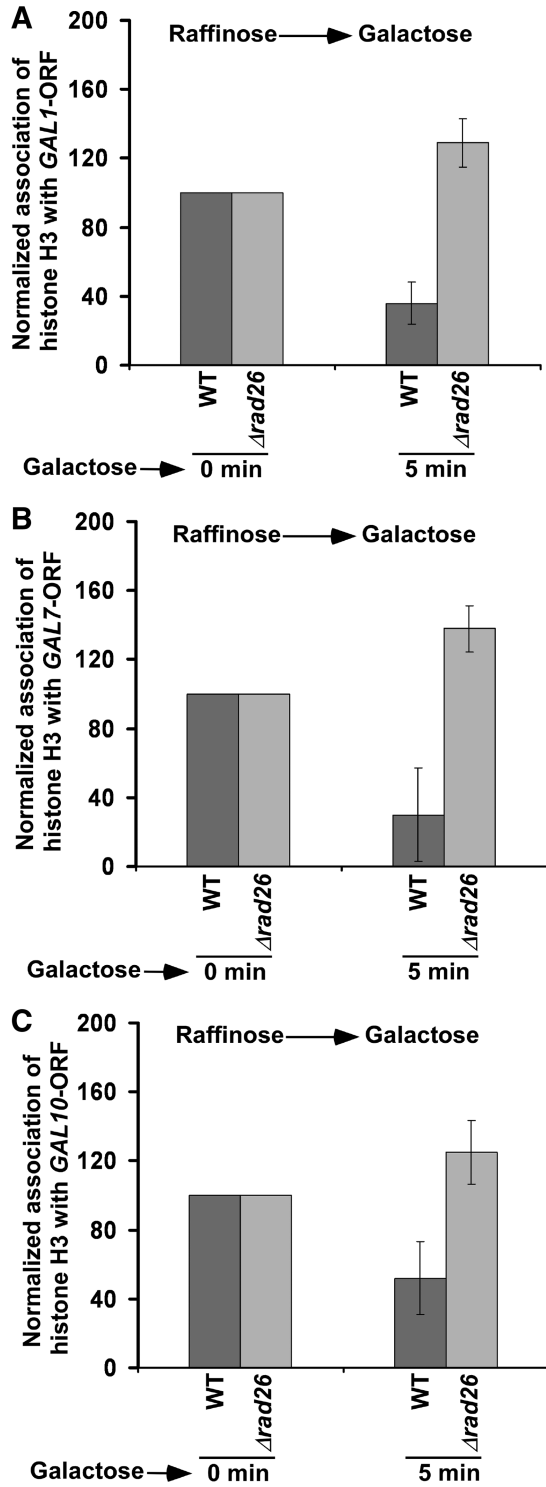 A
Normalized association of
histone H3 with GAL1-ORF
200
160
120
80
40
0
Raffinose Galactose
WT
Δrad26
WT
Δrad26
Galactose 0 min 5 min
B
Normalized association of
histone H3 with GAL7-ORF
200
160
120
80
40
0
Raffinose Galactose
WT
Δrad26
WT
Δrad26
Galactose 0 min 5 min
C
Normalized association of
histone H3 with GAL10-ORF
200
160
120
80
40
0
Raffinose Galactose
WT
Δrad26
WT
Δrad26
Galactose 0 min 5 min